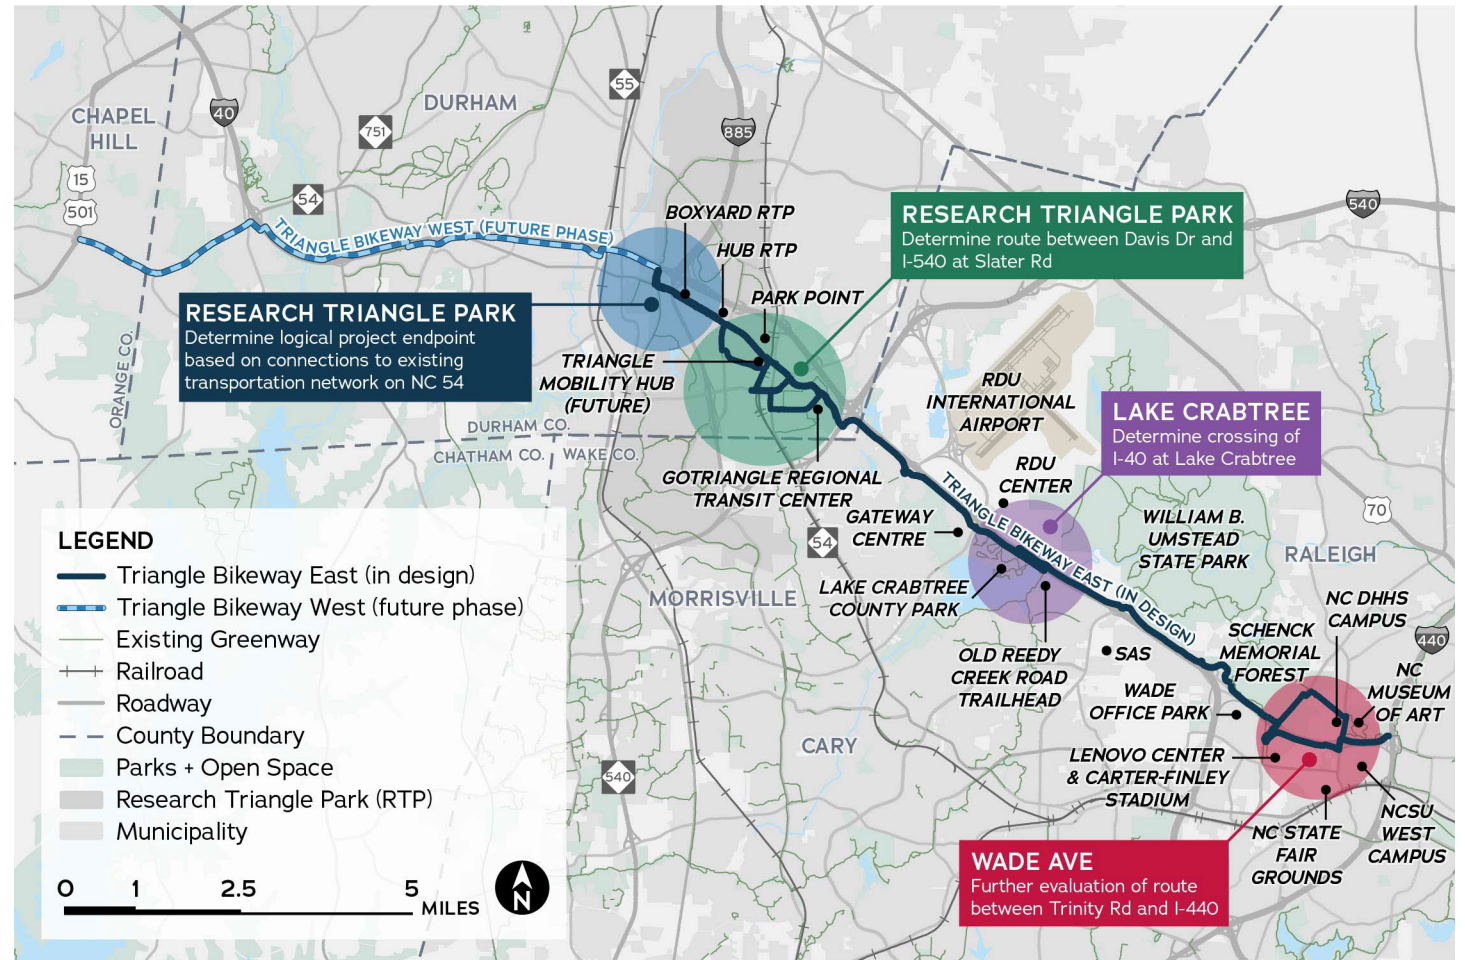 CHAPEL
HILL
15
501
40
751
54
DURHAM
55
885
540
TRIANGLE BIKEWAY WEST (FUTURE PHASE)
BOXYARD RTP
HUB RTP
PARK POINT
RESEARCH TRIANGLE PARK
Determine route between Davis Dr and
I-540 at Slater Rd
RESEARCH TRIANGLE PARK
Determine logical project endpoint
based on connections to existing
transportation network on NC 54
TRIANGLE
MOBILITY HUB
(FUTURE)
ORANGE CO.
DURHAM CO.
CHATHAM CO.
WAKE CO.
RDU
INTERNATIONAL
AIRPORT
LAKE CRABTREE
Determine crossing of
I-40 at Lake Crabtree
GOTRIANGLE REGIONAL
TRANSIT CENTER
RDU
CENTER
GATEWAY
CENTRE
54
TRIANGLE BIKEWAY EAST (IN DESIGN)
WILLIAM B.
UMSTEAD
STATE PARK
70
RALEIGH
MORRISVILLE
LAKE CRABTREE
COUNTY PARK
OLD REEDY
CREEK ROAD
TRAILHEAD
SAS
SCHENCK
MEMORIAL
FOREST
NC DHHS
CAMPUS
440
NC
MUSEUM
OF ART
WADE
OFFICE PARK
CARY
540
LENOVO CENTER
& CARTER-FINLEY
STADIUM
NC STATE
FAIR
GROUNDS
NCSU
WEST
CAMPUS
WADE AVE
Further evaluation of route
between Trinity Rd and I-440
LEGEND
Triangle Bikeway East (in design)
Triangle Bikeway West (future phase)
Existing Greenway
Railroad
Roadway
County Boundary
Parks + Open Space
Research Triangle Park (RTP)
Municipality
0 1 2.5 5
MILES
N